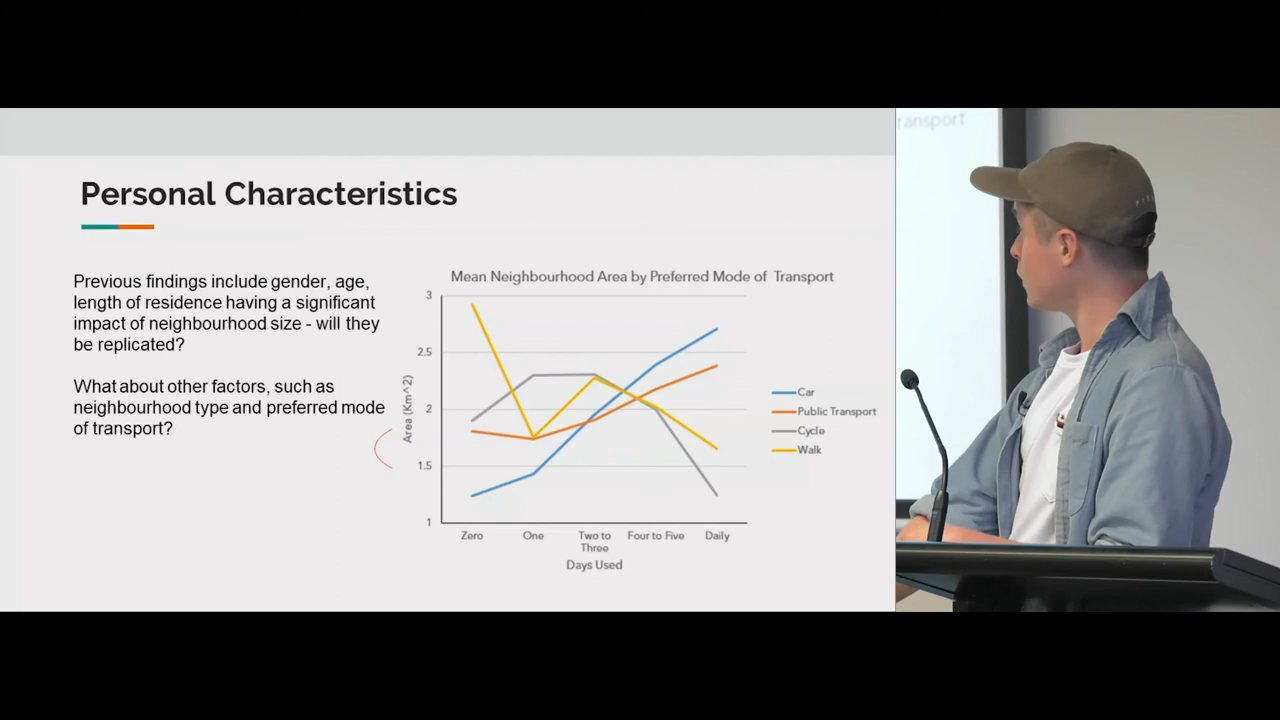 Personal Characteristics
Previous findings include gender, age,
length of residence having a significant
impact of neighbourhood size - will they
be replicated?
What about other factors, such as
neighbourhood type and preferred mode
of transport?
Mean Neighbourhood Area by Preferred Mode of Transport
Area (Km^2)
3
2.5
2
1.5
1
Zero
One
Two to
Three
Four to Five
Daily
Days Used
Car
Public Transport
Cycle
Walk
ransport